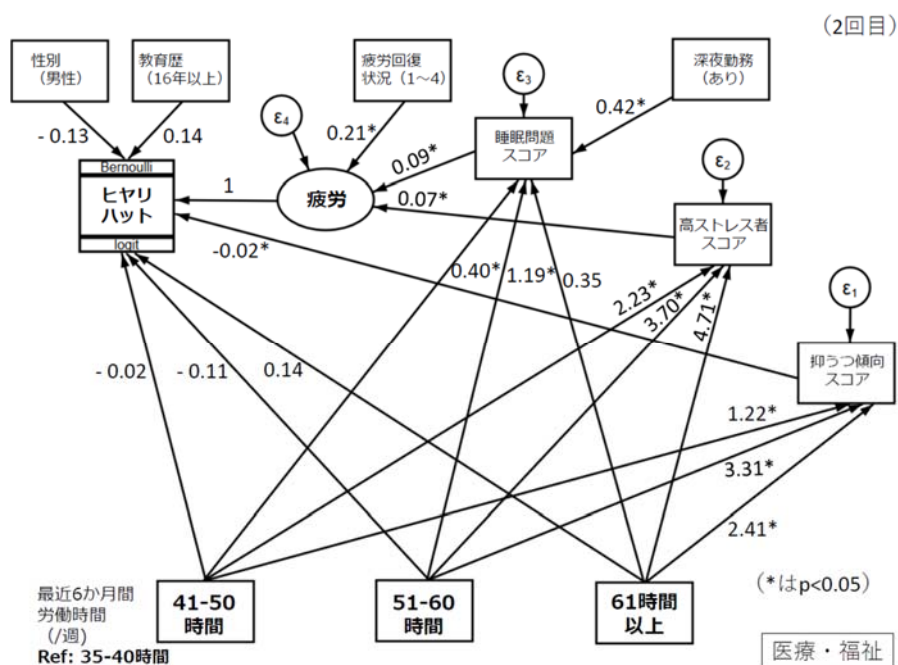 （2回目）
性別
（男性）
教育歴
（16年以上）
疲労回復
状況（1～4）
深夜勤務
（あり）
ε₃
ε₄
- 0.13
0.14
0.21*
0.42*
睡眠問題
スコア
ε₂
Bernoulli
ヒヤリ
ハット
logit
1
疲労
0.09*
0.07*
高ストレス者
スコア
-0.02*
0.40*
1.19*
0.35
2.23*
3.70*
4.71*
ε₁
抑うつ傾向
スコア
- 0.02
- 0.11
0.14
1.22*
3.31*
2.41*
最近6か月間
労働時間
（/週）
Ref: 35-40時間
41-50
時間
51-60
時間
61時間
以上
（*はp<0.05）
医療・福祉